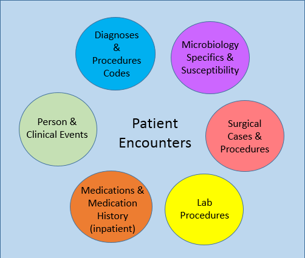 Diagnoses
&
Procedures
Codes
Microbiology
Specifics &
Susceptibility
Person &
Clinical Events
Patient
Encounters
Surgical
Cases &
Procedures
Medications &
Medication
History
(inpatient)
Lab
Procedures